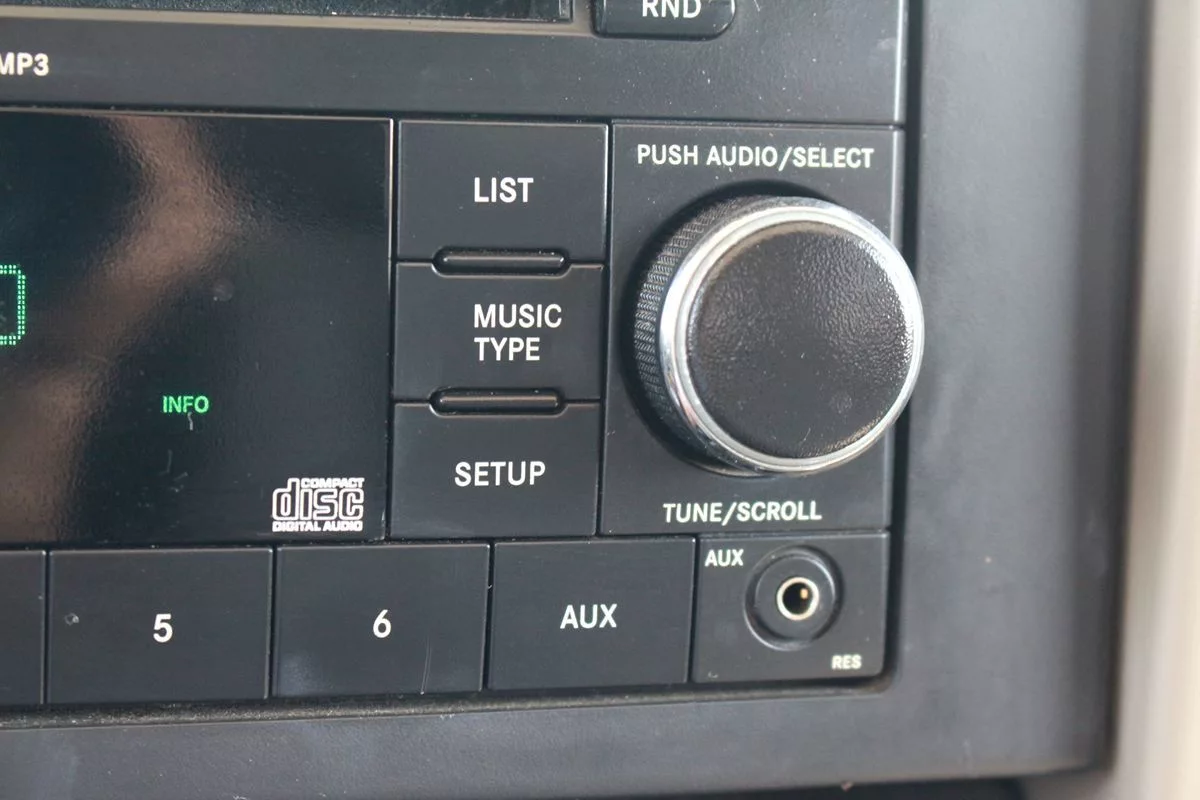 RND
MP3
PUSH AUDIO/SELECT
LIST
MUSIC
TYPE
INFO
SETUP
COMPACT
disc
DIGITAL AUDIO
TUNE/SCROLL
5
6
AUX
AUX
RES